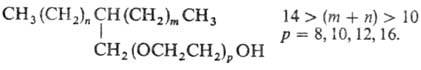 CH₃(CH₂)ₙCH(CH₂)ₘCH₃ 14 > (m + n) > 10
CH₂(OCH₂CH₂)ₚOH p = 8, 10, 12, 16.